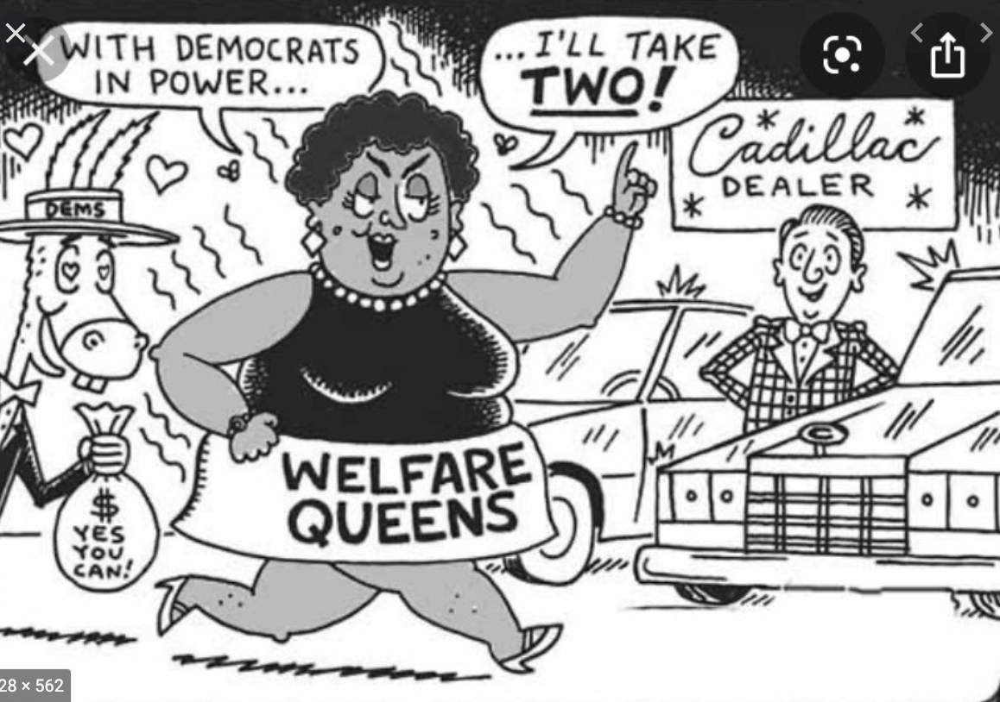 WITH DEMOCRATS
IN POWER...
...I'LL TAKE
TWO!
Cadillac
DEALER
DEMS
WELFARE
QUEENS
$
YES
YOU
CAN!
28 × 562